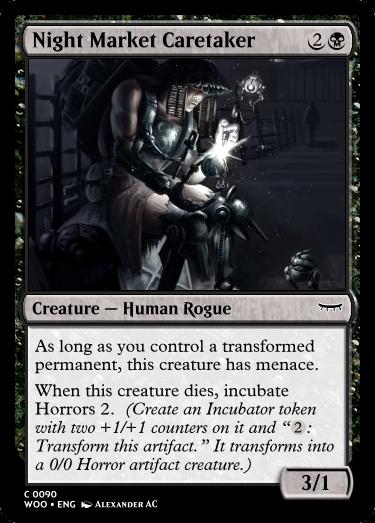 Night Market Caretaker 2
Creature — Human Rogue
As long as you control a transformed
permanent, this creature has menace.
When this creature dies, incubate
Horrors 2. (Create an Incubator token
with two +1/+1 counters on it and “2:
Transform this artifact.” It transforms into
a 0/0 Horror artifact creature.)
3/1
C 0090
WOO • ENG Alexander AC